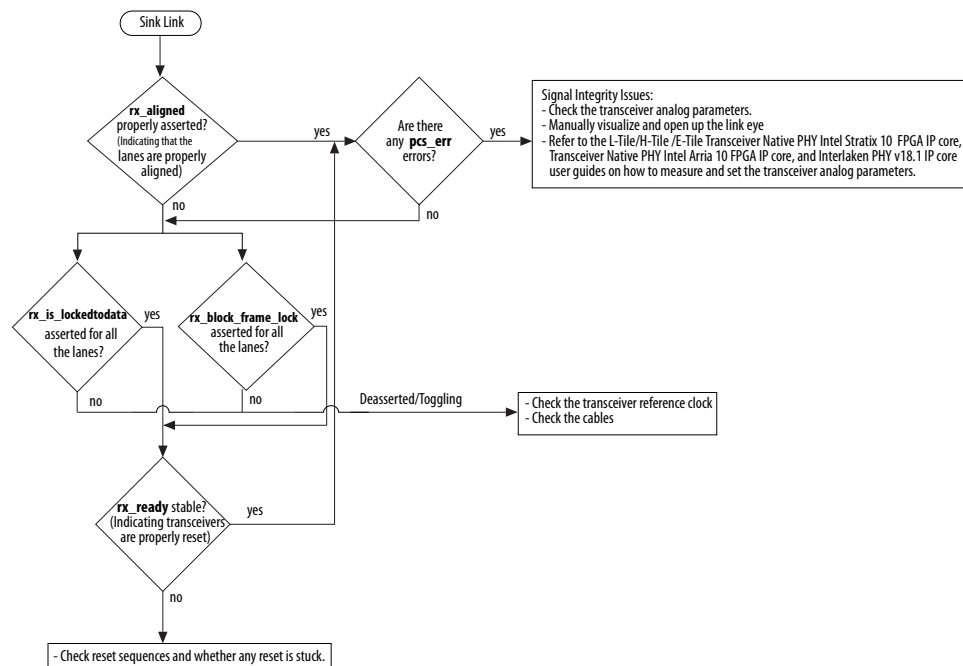 Sink Link
rx_aligned
properly asserted?
(Indicating that the
lanes are properly
aligned)
yes
no
Are there
any pcs_err
errors?
yes
no
Signal Integrity Issues:
- Check the transceiver analog parameters.
- Manually visualize and open up the link eye
- Refer to the L-Tile/H-Tile /E-Tile Transceiver Native PHY Intel Stratix 10 FPGA IP core,
Transceiver Native PHY Intel Arria 10 FPGA IP core, and Interlaken PHY v18.1 IP core
user guides on how to measure and set the transceiver analog parameters.
rx_is_lockedtodata
asserted for all
the lanes?
yes
no
rx_block_frame_lock
asserted for all
the lanes?
yes
no
Deasserted/Toggling
- Check the transceiver reference clock
- Check the cables
rx_ready stable?
(Indicating transceivers
are properly reset)
yes
no
- Check reset sequences and whether any reset is stuck.